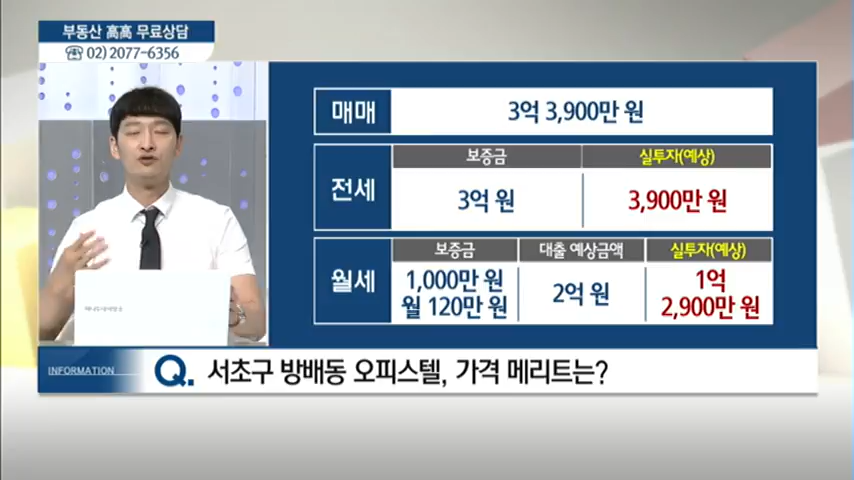 부동산 高高 무료상담
☎ 02) 2077-6356
매매
3억 3,900만 원
전세
보증금
실투자(예상)
3억 원
3,900만 원
월세
보증금
대출 예상금액
실투자(예상)
1,000만 원
월 120만 원
2억 원
1억
2,900만 원
INFORMATION
Q. 서초구 방배동 오피스텔, 가격 메리트는?